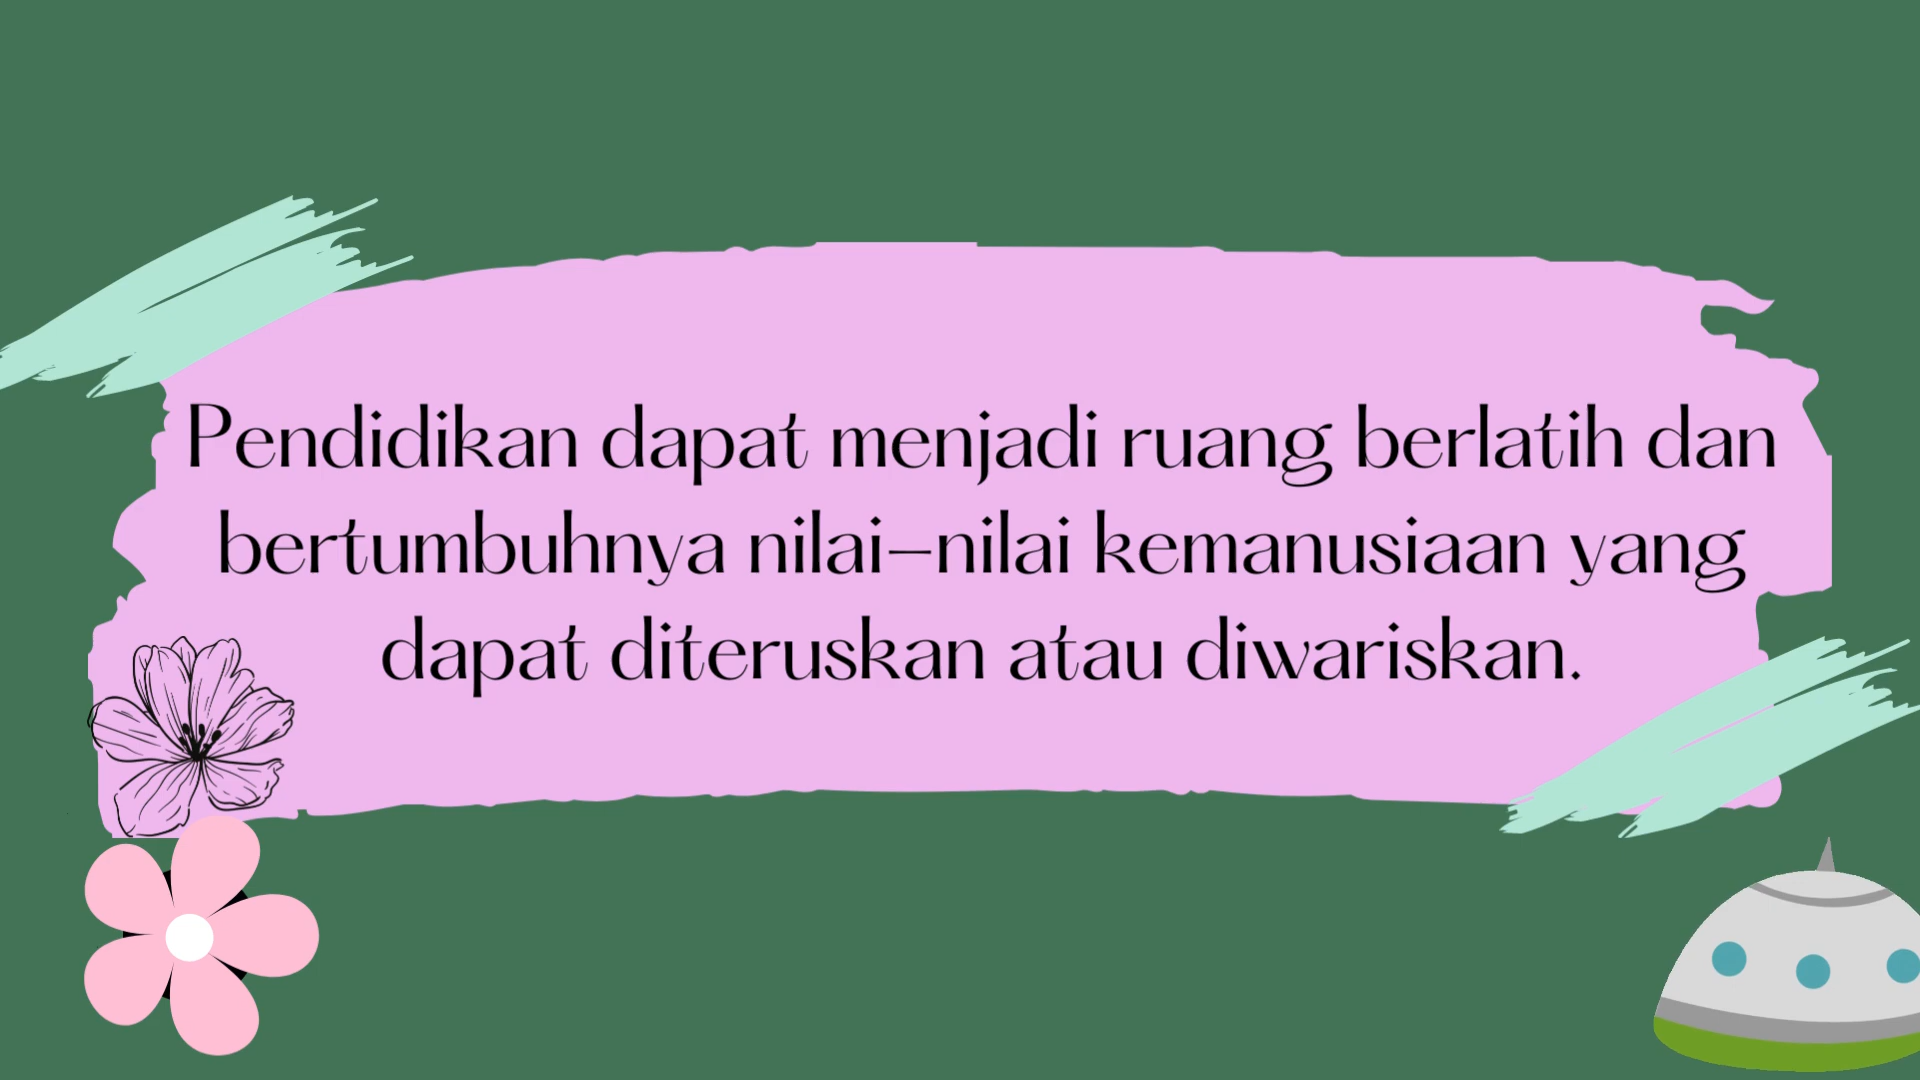 Pendidikan dapat menjadi ruang berlatih dan
bertumbuhnya nilai-nilai kemanusiaan yang
dapat diteruskan atau diwariskan.